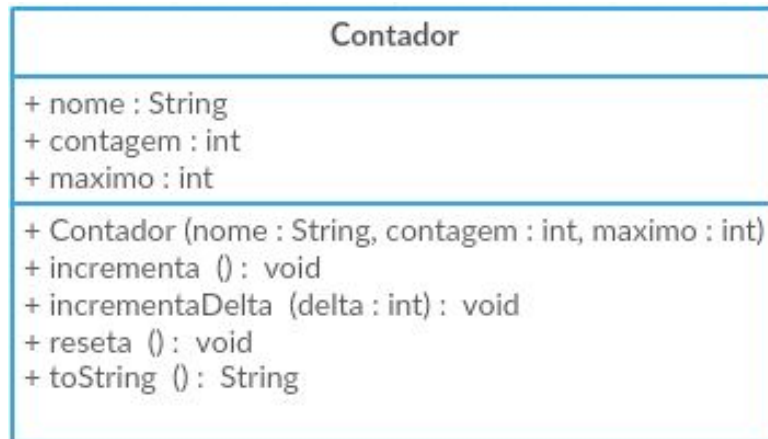 Contador
+ nome : String
+ contagem : int
+ maximo : int
+ Contador (nome : String, contagem : int, maximo : int)
+ incrementa () : void
+ incrementaDelta (delta : int) : void
+ reseta () : void
+ toString () : String